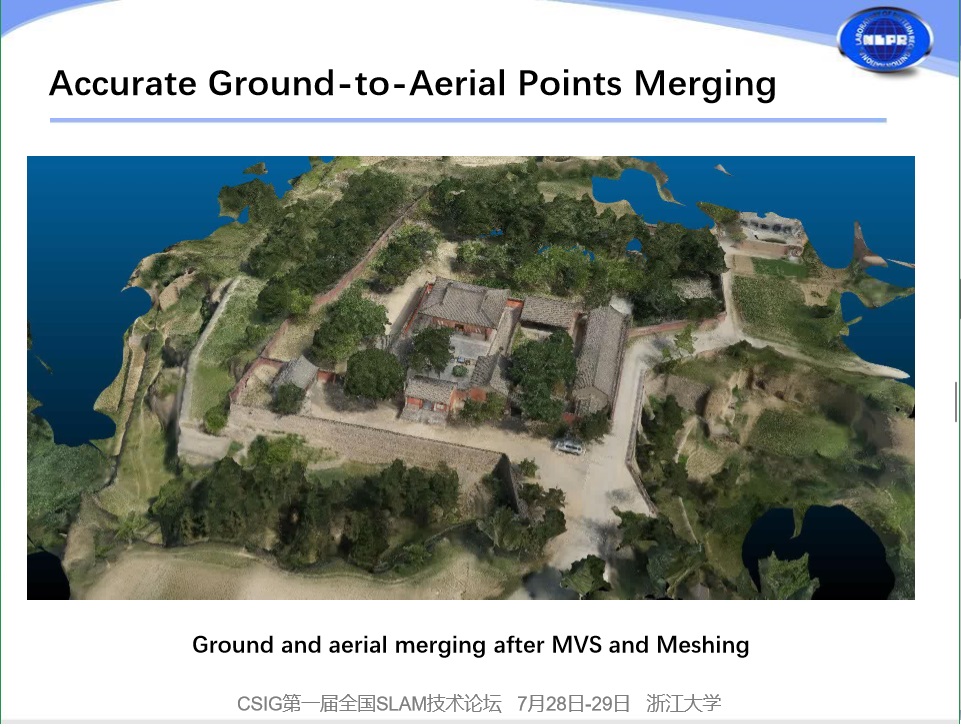 NLPR
Accurate Ground-to-Aerial Points Merging
Ground and aerial merging after MVS and Meshing
CSIG第一届全国SLAM技术论坛 7月28日-29日 浙江大学